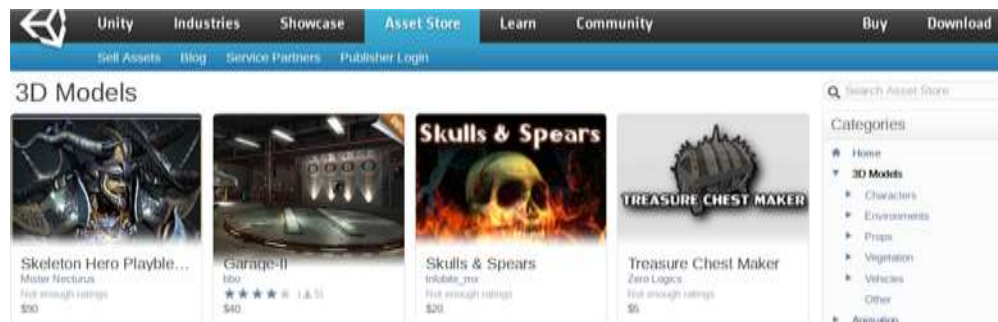 Unity Industries Showcase Asset Store Learn Community Buy Download
Sell Assets Blog Service Partners Publisher Login
3D Models
Search Asset Store
Categories
Home
3D Models
Characters
Environments
Props
Vegetation
Vehicles
Other
Animation
Skulls & Spears
TREASURE CHEST MAKER
Skeleton Hero Playble...
Mister Necturus
Not enough ratings
$90
Garage-II
$40
Skulls & Spears
Not enough ratings
$20
Treasure Chest Maker
Zero Logics
Not enough ratings
$5